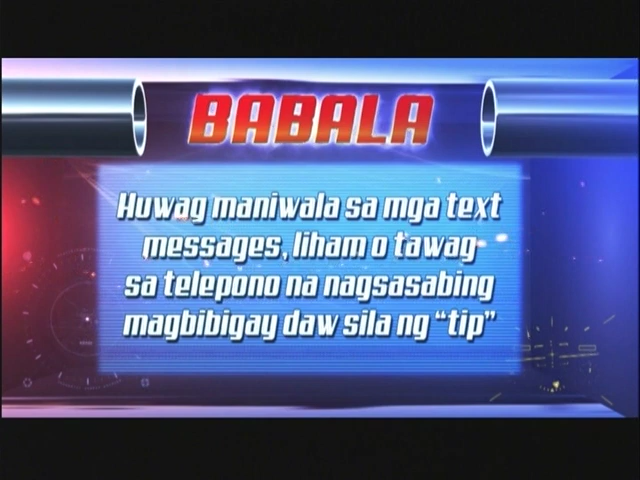 BABALA
Huwag maniwala sa mga text
messages, liham o tawag
sa telepono na nagsasabing
magbibigay daw sila ng “tip”